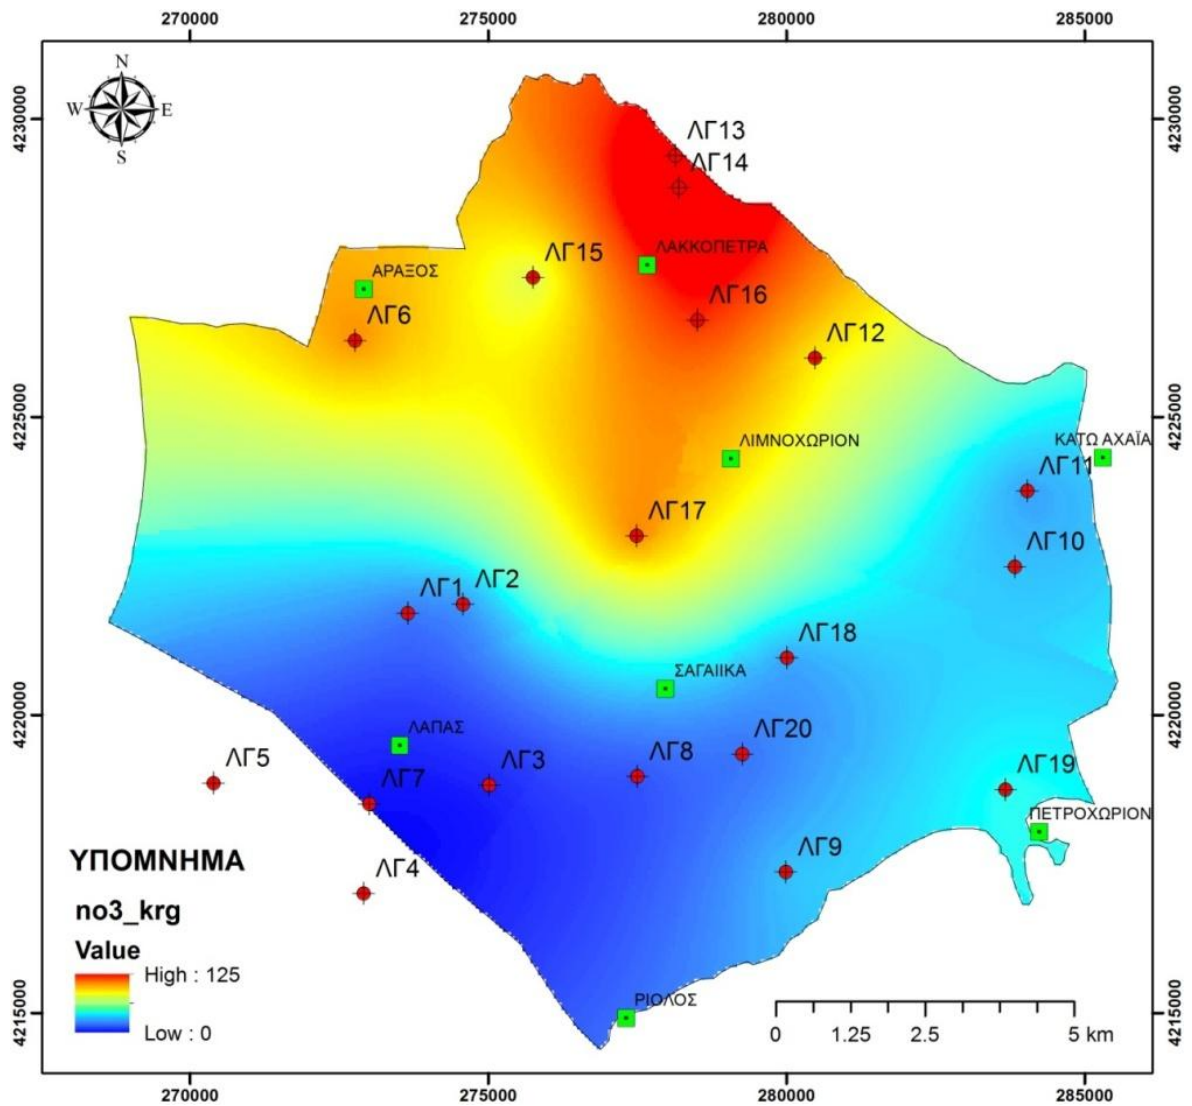 270000 275000 280000 285000
N
W E
S
4230000 4230000
ΛΓ13
ΛΓ14
ΛΑΚΚΟΠΕΤΡΑ
ΛΓ15
ΑΡΑΞΟΣ
ΛΓ16
ΛΓ6
ΛΓ12
4225000 4225000
ΛΙΜΝΟΧΩΡΙΟΝ
ΚΑΤΩ ΑΧΑΪΑ
ΛΓ11
ΛΓ17
ΛΓ10
ΛΓ2
ΛΓ1
ΛΓ18
ΣΑΓΑΙΙΚΑ
4220000 4220000
ΛΑΠΑΣ
ΛΓ20
ΛΓ5
ΛΓ3
ΛΓ8
ΛΓ19
ΛΓ7
ΠΕΤΡΟΧΩΡΙΟΝ
ΛΓ9
ΥΠΟΜΝΗΜΑ
ΛΓ4
no3_krg
Value
High : 125
Low : 0
ΡΙΟΛΟΣ
4215000 4215000
0 1.25 2.5 5 km
270000 275000 280000 285000